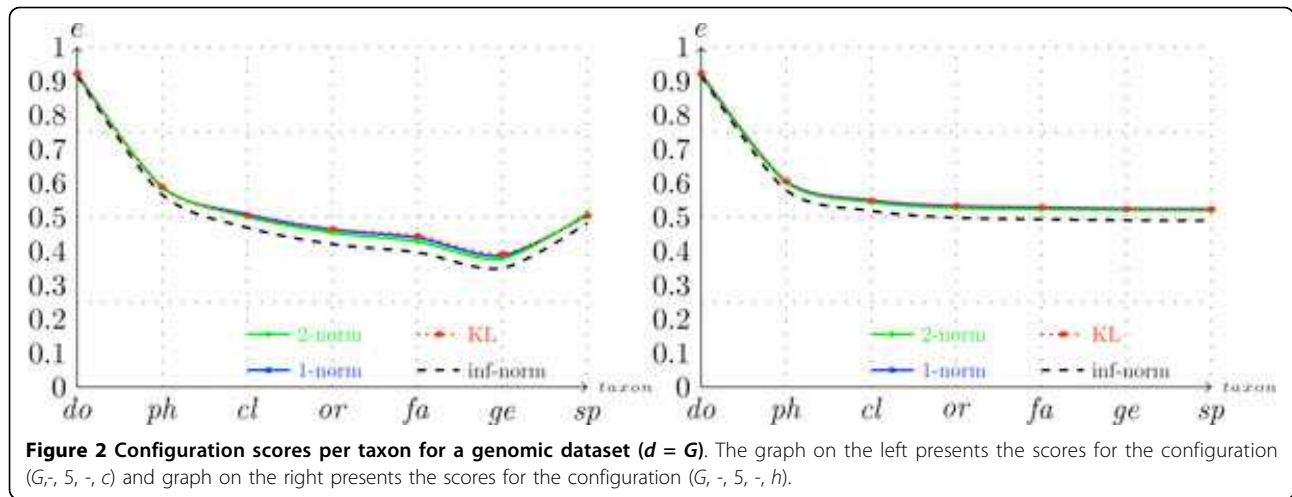 e
1
0.9
0.8
0.7
0.6
0.5
0.4
0.3
0.2
0.1
0
2-norm
KL
1-norm
inf-norm
taxon
do ph cl or fa ge sp
e
1
0.9
0.8
0.7
0.6
0.5
0.4
0.3
0.2
0.1
0
2-norm
KL
1-norm
inf-norm
taxon
do ph cl or fa ge sp
Figure 2 Configuration scores per taxon for a genomic dataset (d = G). The graph on the left presents the scores for the configuration
(G,-, 5, -, c) and graph on the right presents the scores for the configuration (G, -, 5, -, h).